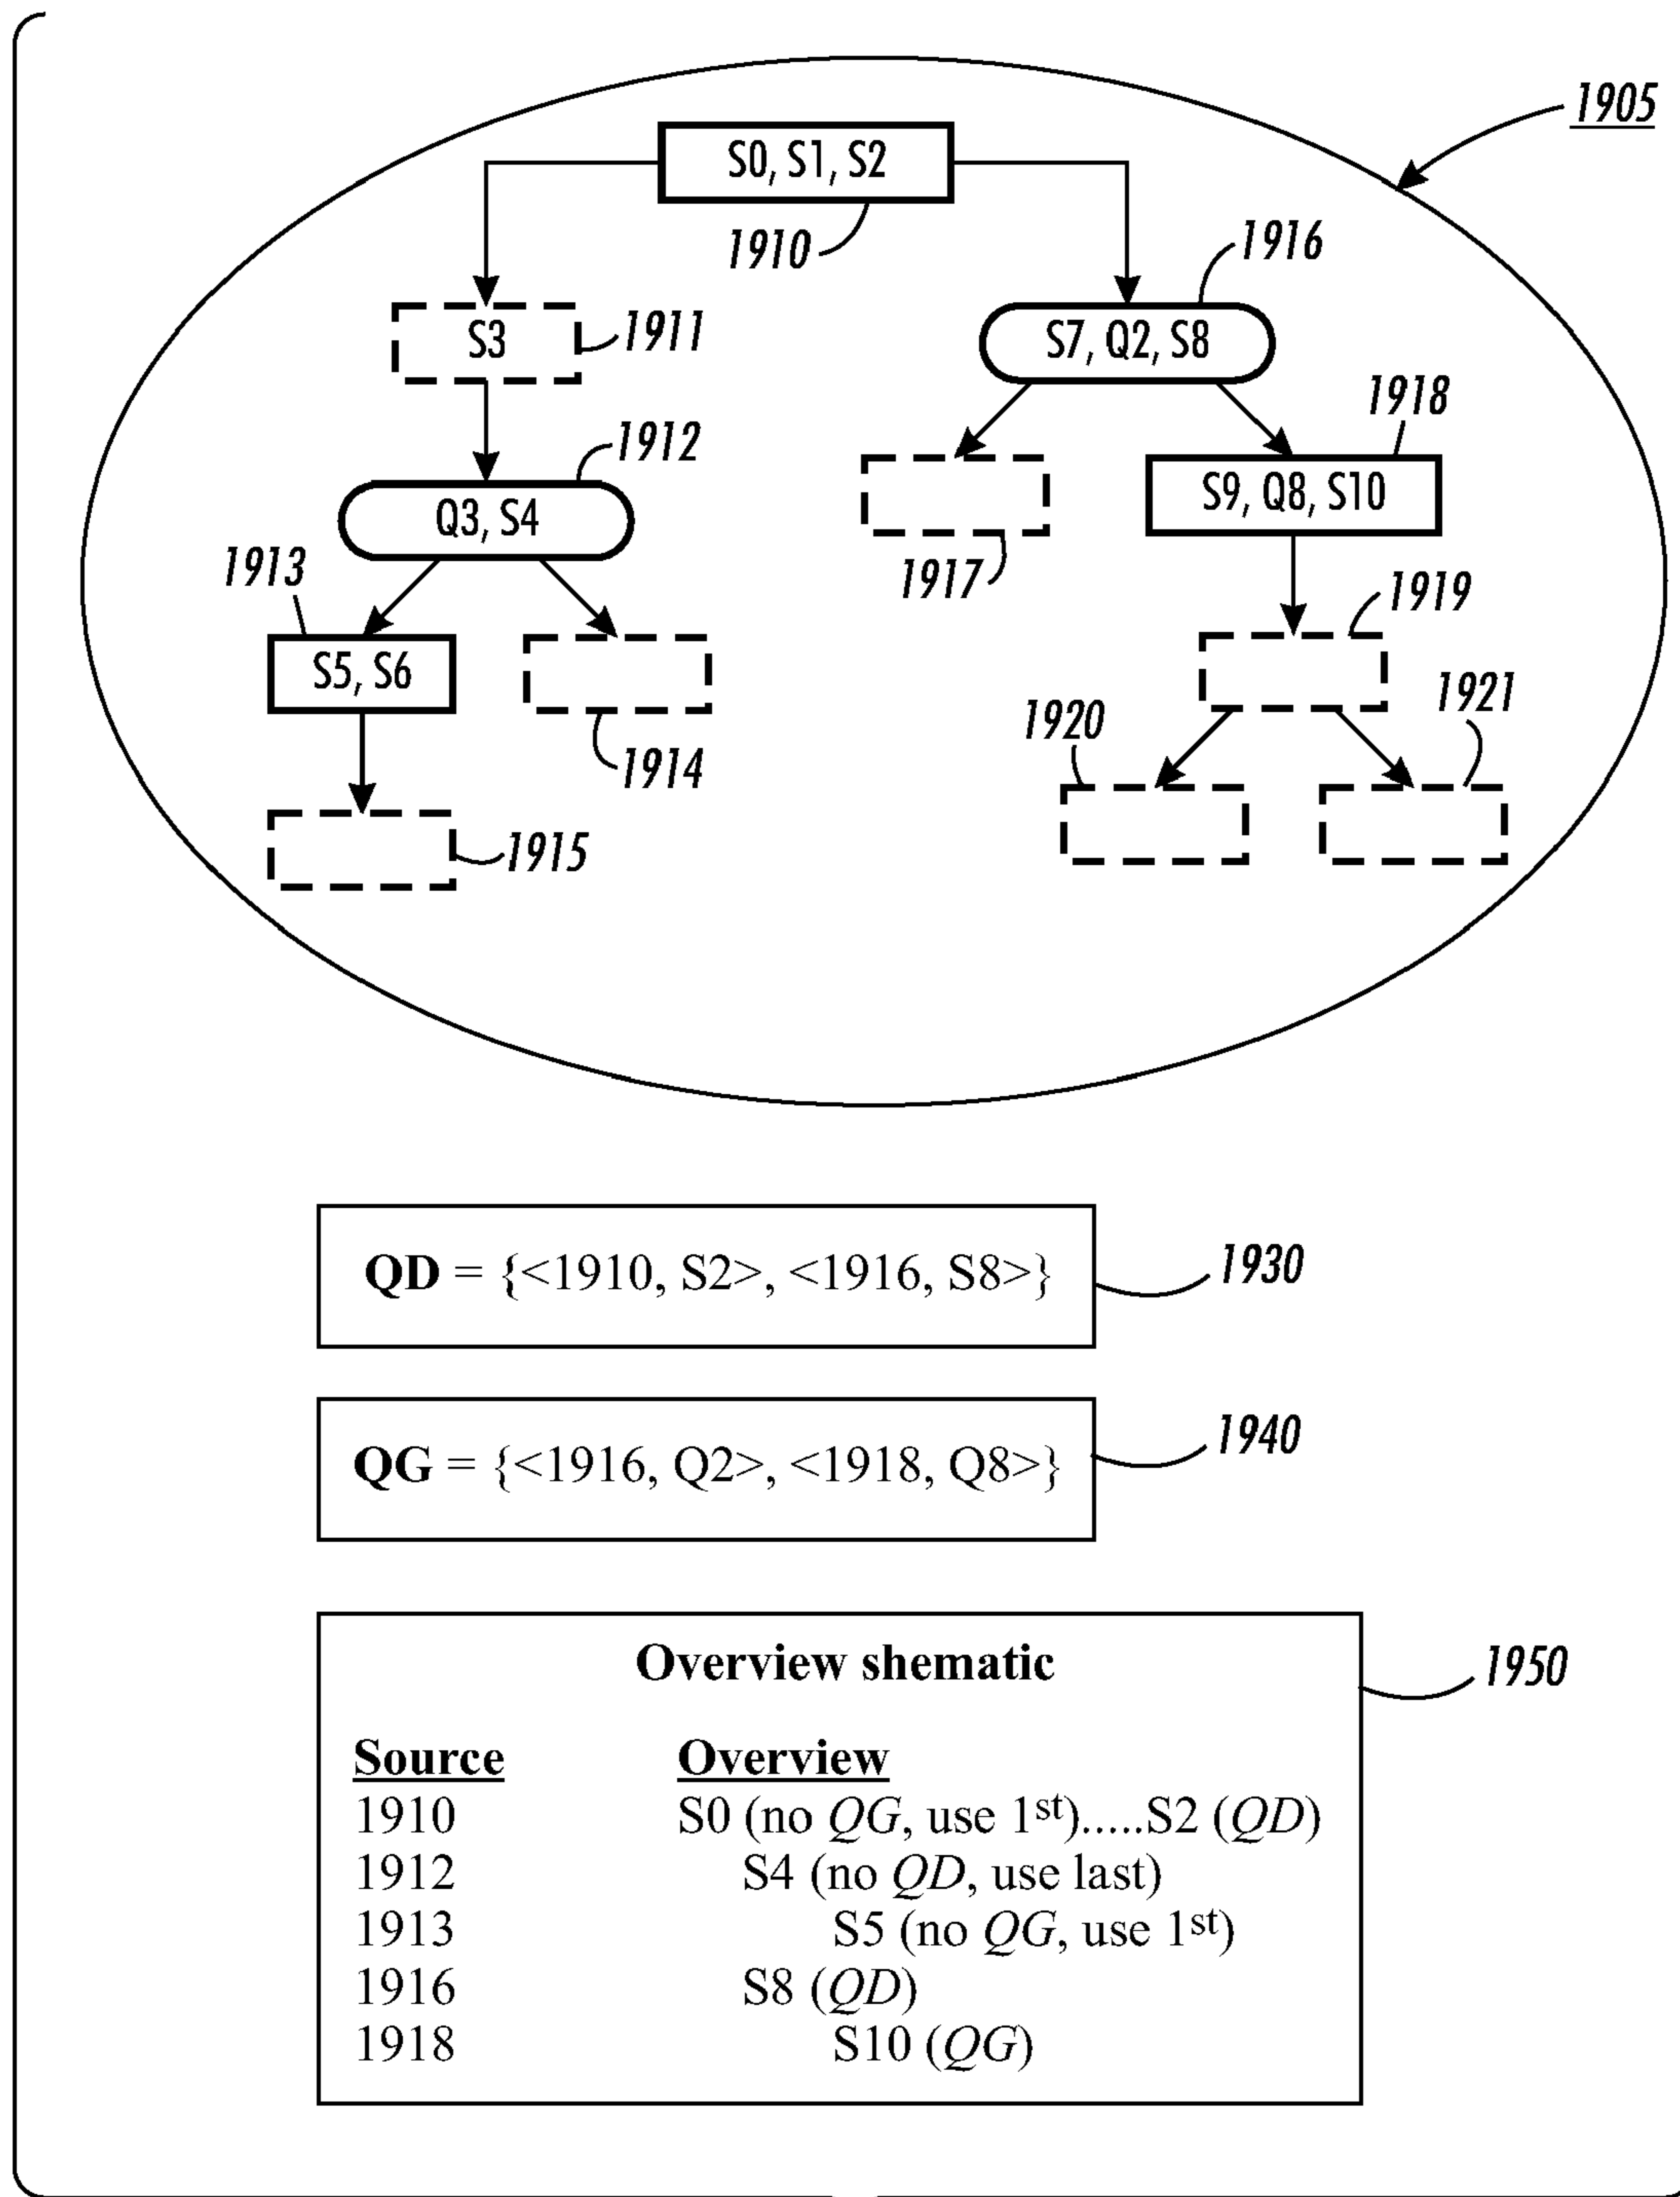 1905
S0, S1, S2
1910
1916
S3
1911
S7, Q2, S8
1918
1912
Q3, S4
S9, Q8, S10
1913
1917
1919
S5, S6
1914
1920
1921
1915
QD = {<1910, S2>, <1916, S8>}
1930
QG = {<1916, Q2>, <1918, Q8>}
1940
Overview shematic
1950
Source Overview
1910 S0 (no QG, use 1st).....S2 (QD)
1912 S4 (no QD, use last)
1913 S5 (no QG, use 1st)
1916 S8 (QD)
1918 S10 (QG)